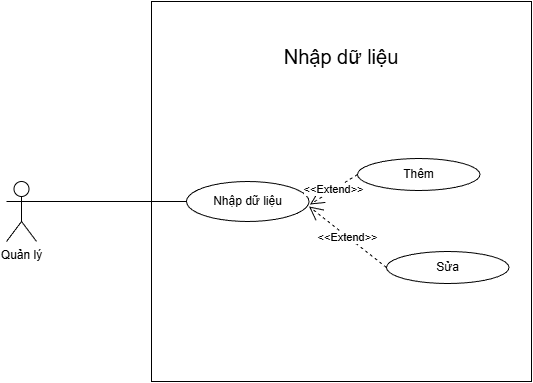 Nhập dữ liệu
Thêm
<<Extend>>
Nhập dữ liệu
<<Extend>>
Quản lý
Sửa